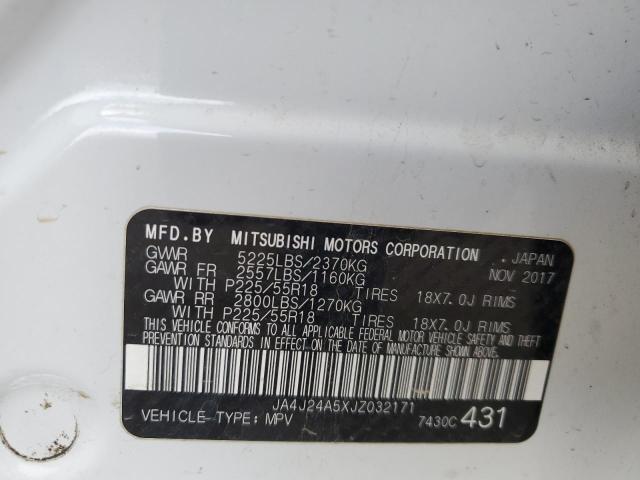 MFD.BY MITSUBISHI MOTORS CORPORATION JAPAN
GVWR 5225LBS/2370KG NOV 2017
GAWR FR 2557LBS/1160KG
WITH P225/55R18 TIRES 18X7.0J RIMS
GAWR RR 2800LBS/1270KG
WITH P225/55R18 TIRES 18X7.0J RIMS
THIS VEHICLE CONFORMS TO ALL APPLICABLE FEDERAL MOTOR VEHICLE SAFETY AND THEFT
PREVENTION STANDARDS IN EFFECT ON THE DATE OF MANUFACTURE SHOWN ABOVE.
JA4J24A5XJZ032171
VEHICLE TYPE: MPV 7430C 431